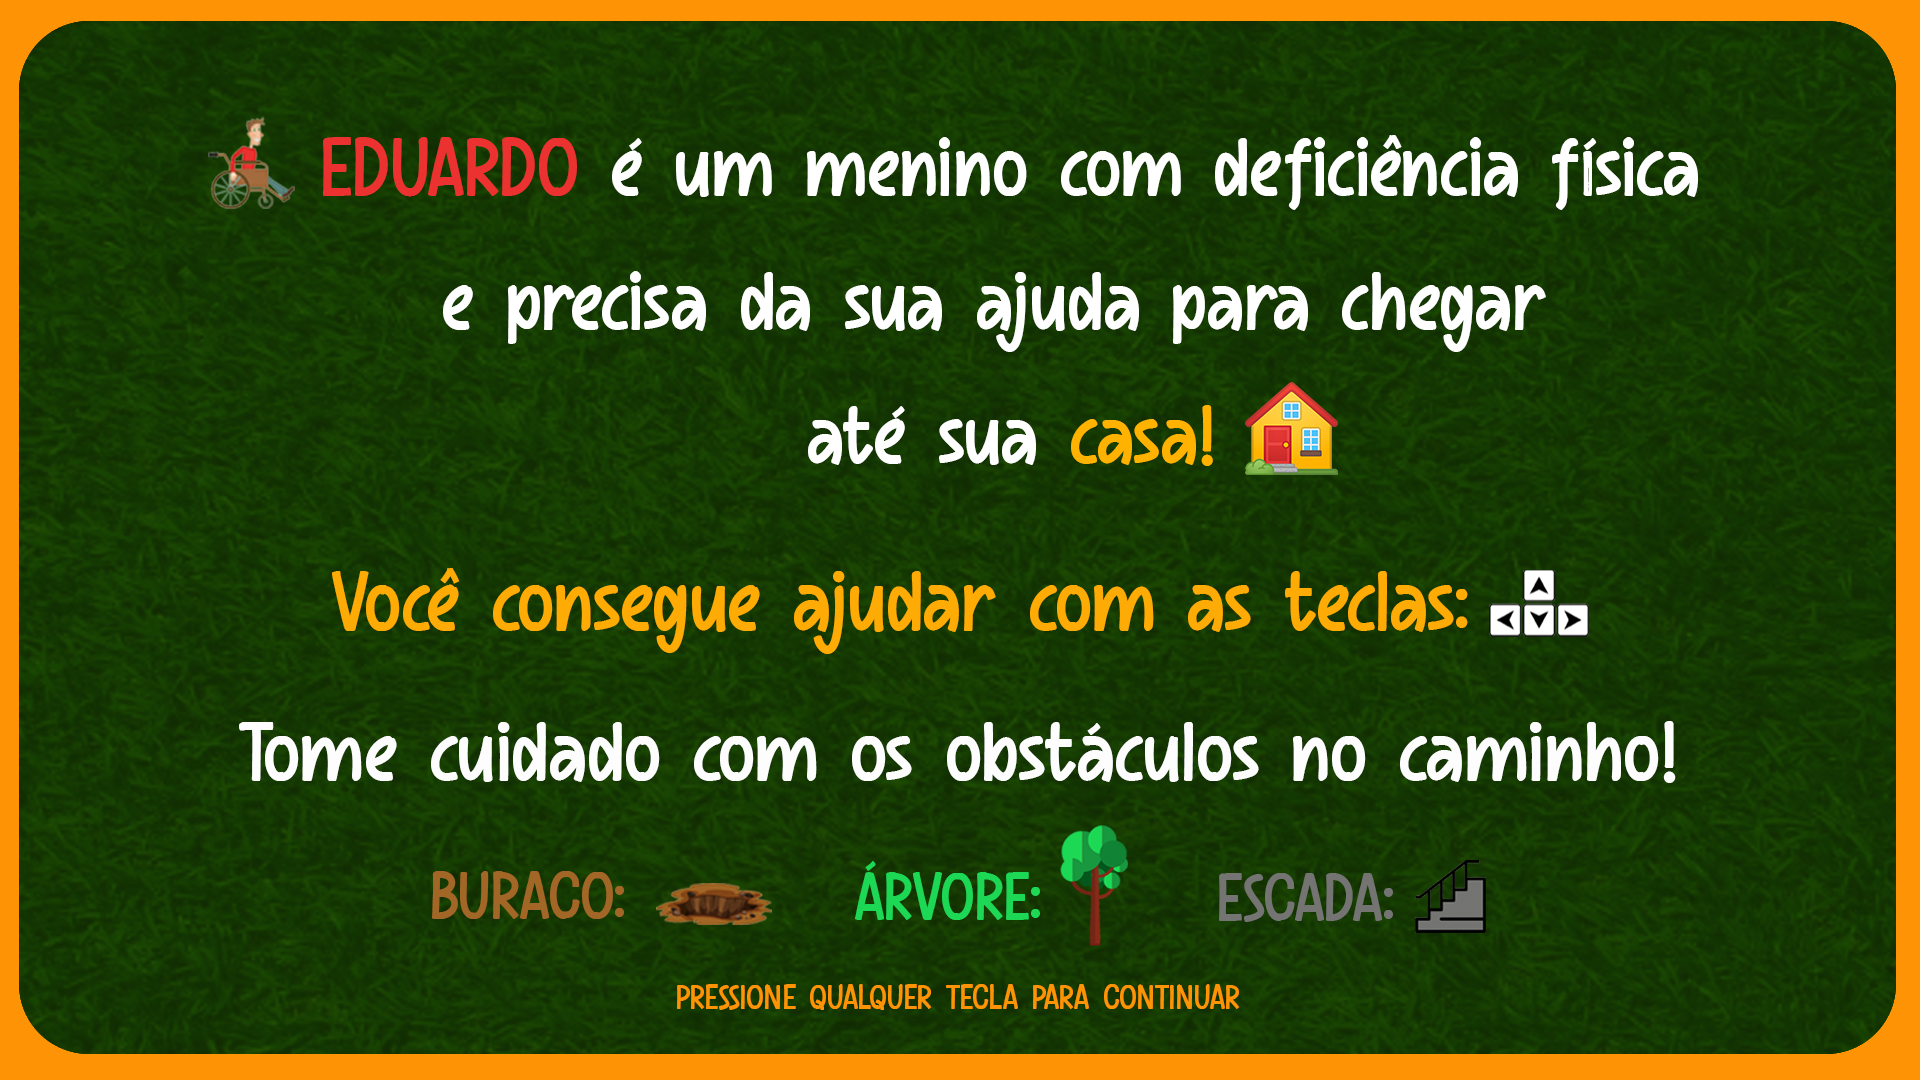 EDUARDO é um menino com deficiência física
e precisa da sua ajuda para chegar
até sua casa!
Você consegue ajudar com as teclas:
Tome cuidado com os obstáculos no caminho!
BURACO: ÁRVORE: ESCADA:
PRESSIONE QUALQUER TECLA PARA CONTINUAR